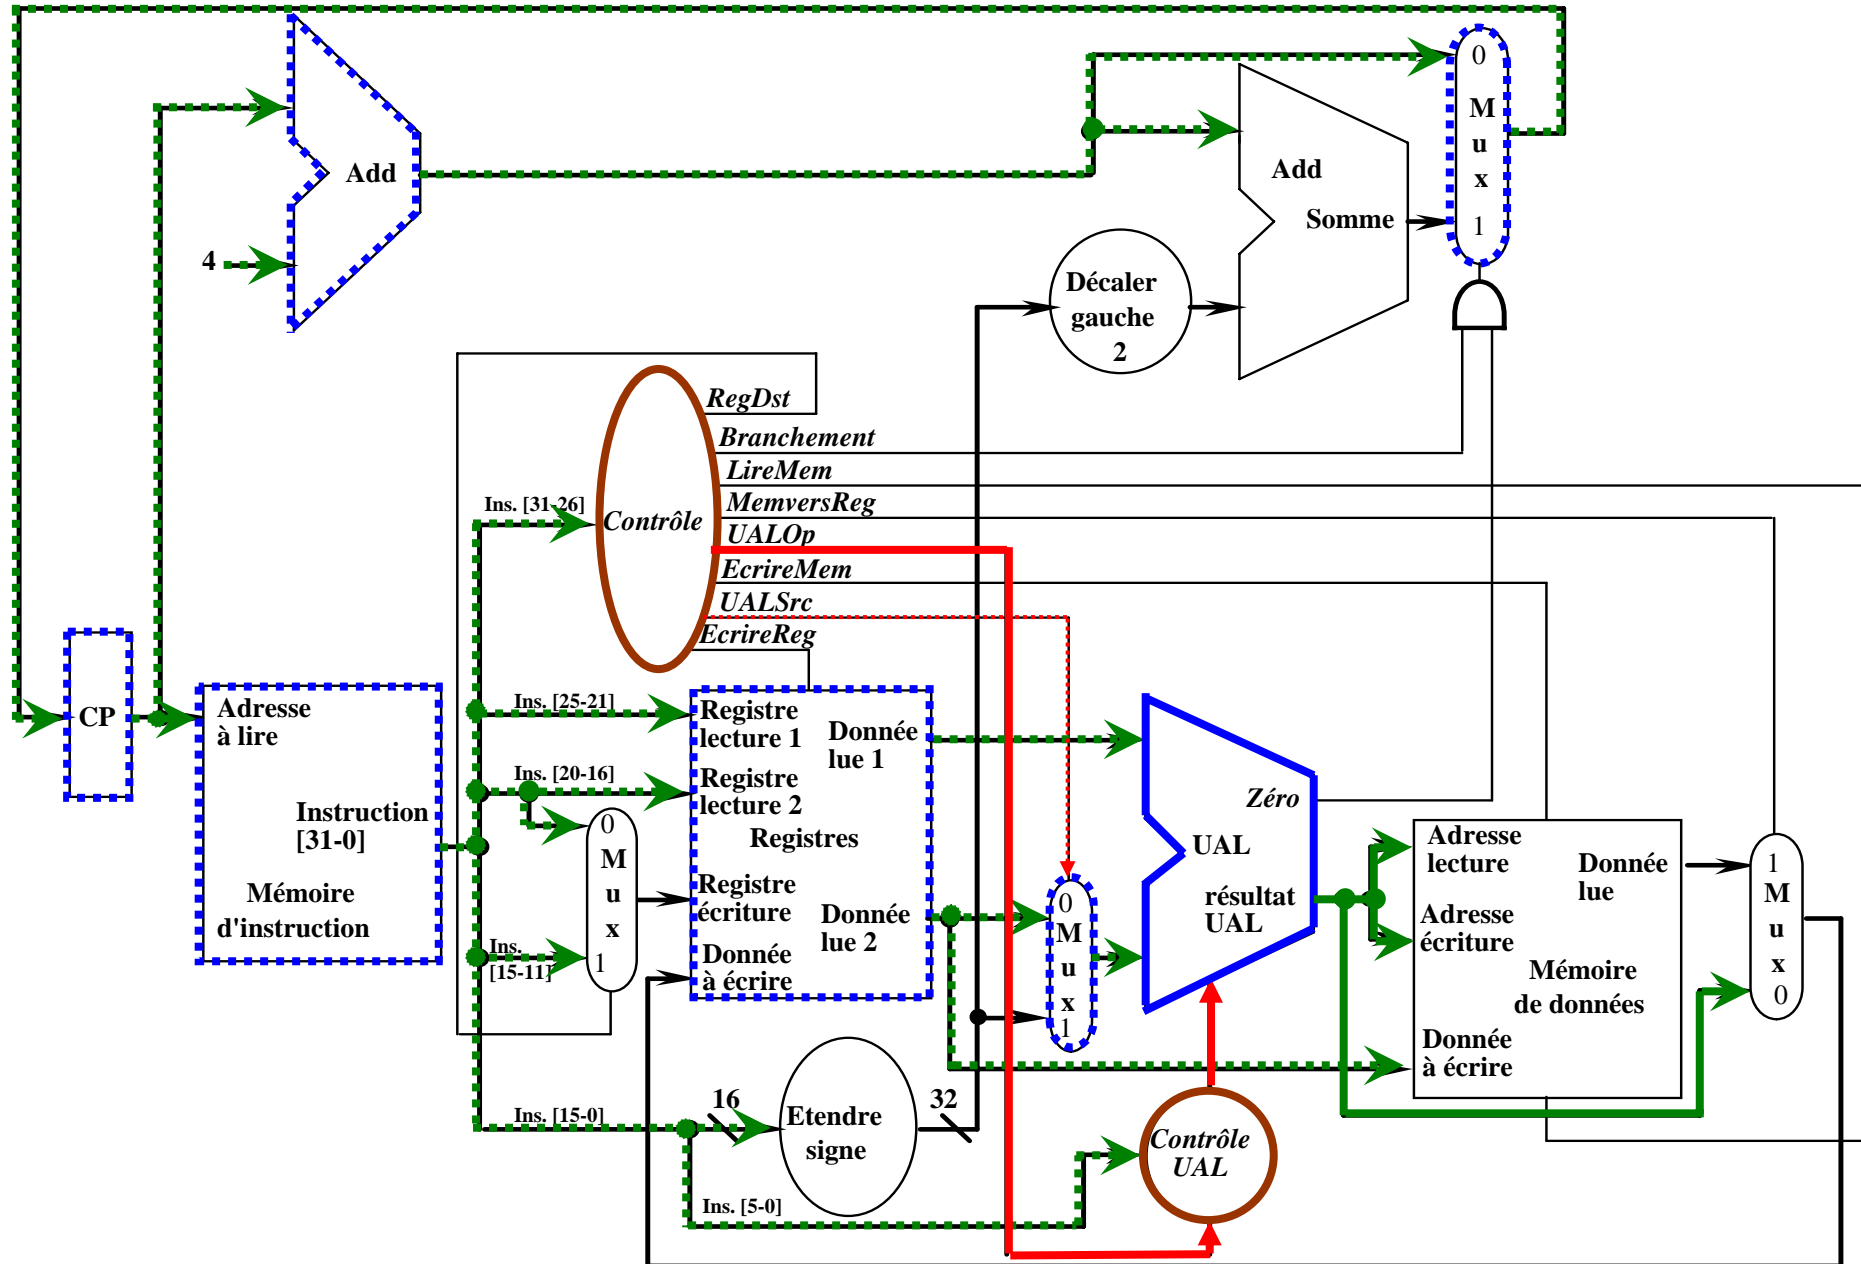 0
M
u
x
1
Add
Add
Somme
4
Décaler
gauche
2
RegDst
Branchement
LireMem
MemversReg
UALOp
EcrireMem
UALSrc
EcrireReg
Ins. [31-26]
Contrôle
CP
Adresse
à lire
Instruction
[31-0]
Mémoire
d'instruction
Ins. [25-21]
Ins. [20-16]
Ins.
[15-11]
0
M
u
x
1
Registre
lecture 1
Registre
lecture 2
Registres
Registre
écriture
Donnée
à écrire
Donnée
lue 1
Donnée
lue 2
0
M
u
x
1
Zéro
UAL
résultat
UAL
Adresse
lecture
Adresse
écriture
Donnée
lue
Mémoire
de données
Donnée
à écrire
1
M
u
x
0
Ins. [15-0]
16
Etendre
signe
32
Contrôle
UAL
Ins. [5-0]